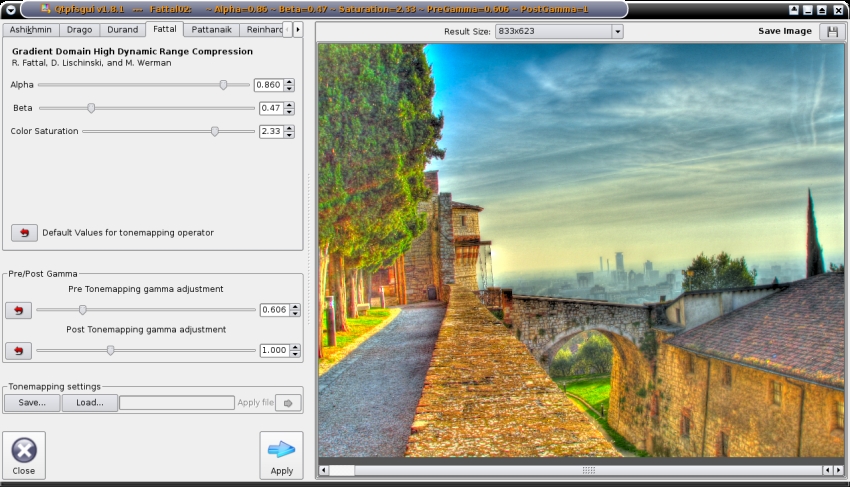 Qtpfsgui v1.8.1 --- Fattal02: ~ Alpha=0.86 ~ Beta=0.47 ~ Saturation=2.33 ~ PreGamma=0.606 ~ PostGamma=1
Ashikhmin Drago Durand Fattal Pattanaik Reinhard
Result Size: 833x623 Save Image
Gradient Domain High Dynamic Range Compression
R. Fattal, D. Lischinski, and M. Werman
Alpha 0.860
Beta 0.47
Color Saturation 2.33
Default Values for tonemapping operator
Pre/Post Gamma
Pre Tonemapping gamma adjustment
0.606
Post Tonemapping gamma adjustment
1.000
Tonemapping settings
Save... Load... Apply file
Close Apply